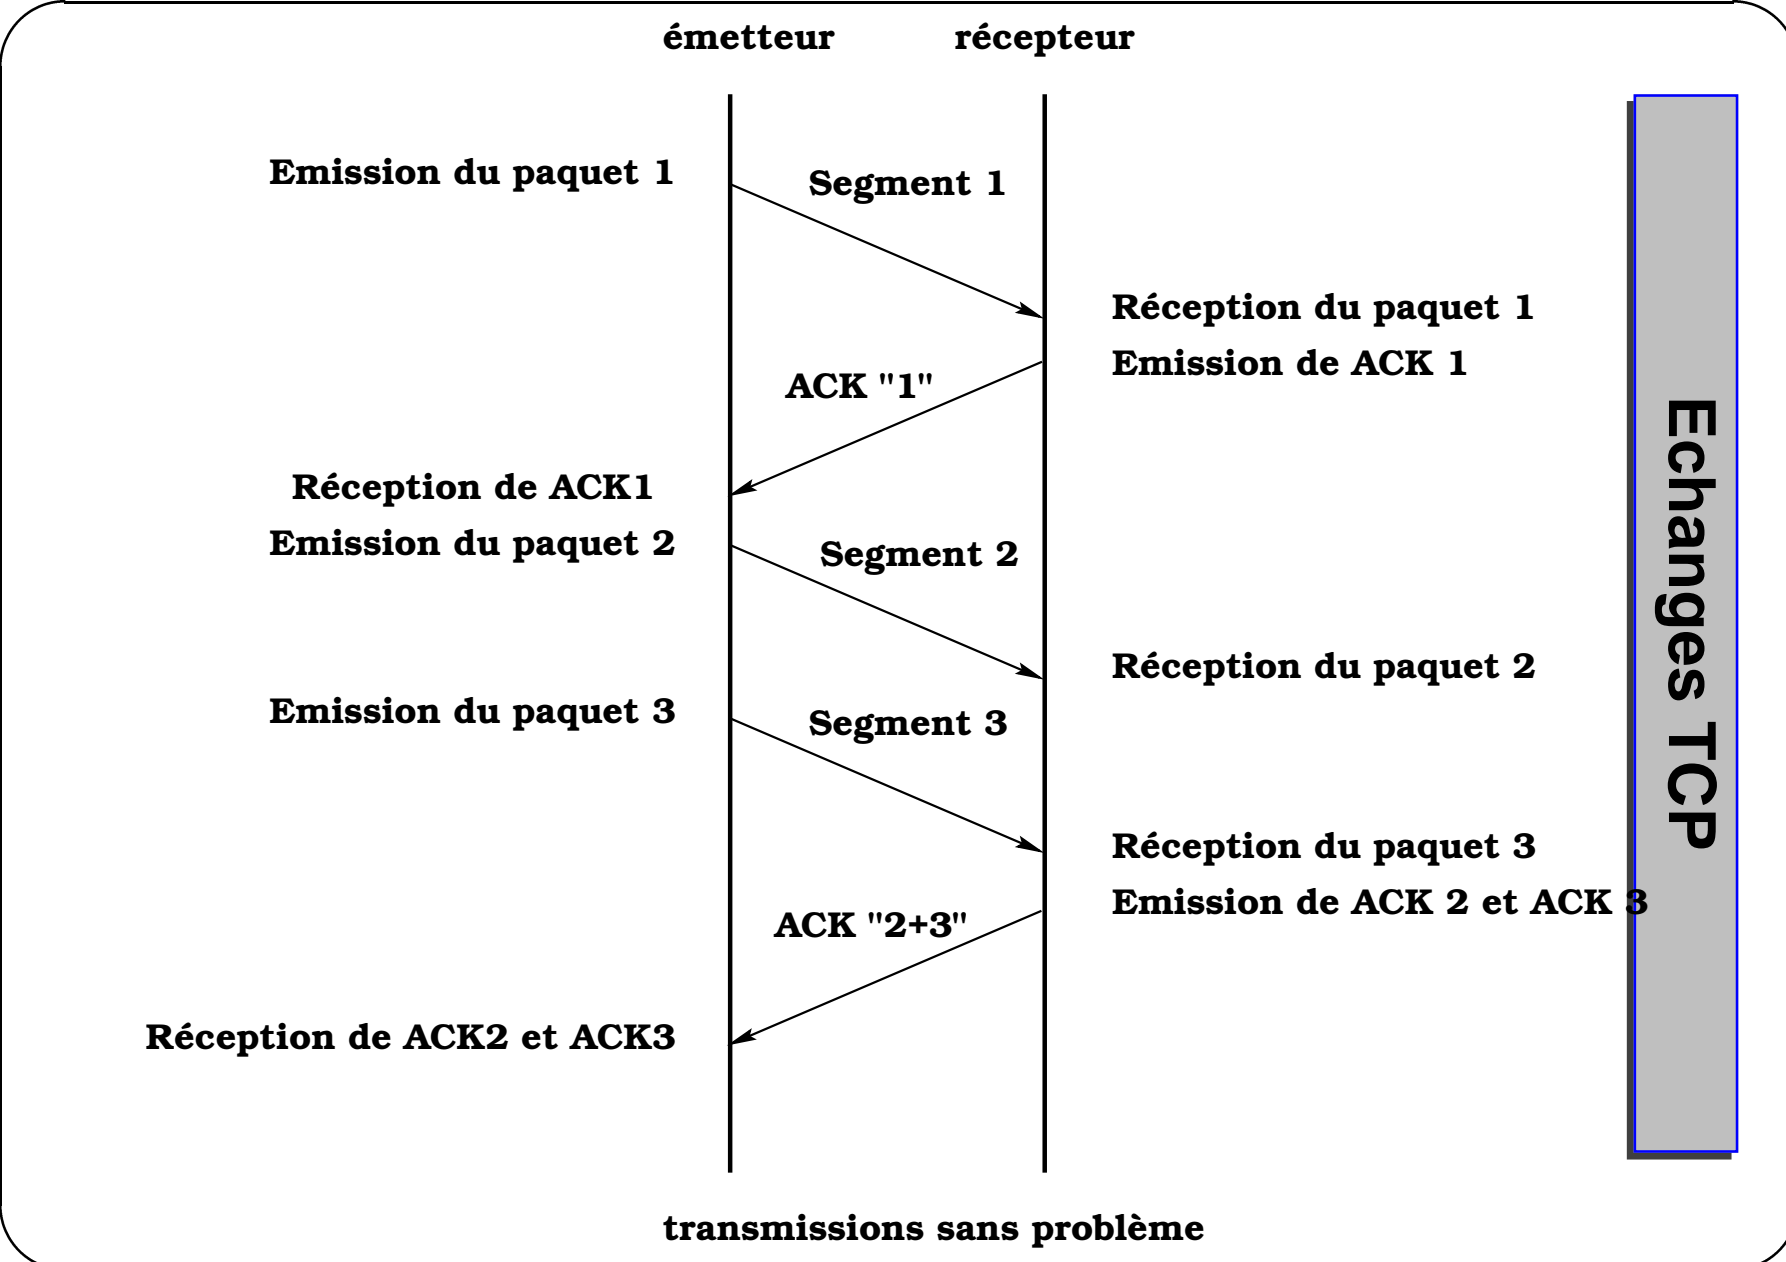 émetteur récepteur
Emission du paquet 1
Segment 1
Réception du paquet 1
Emission de ACK 1
ACK "1"
Réception de ACK1
Emission du paquet 2
Segment 2
Réception du paquet 2
Emission du paquet 3
Segment 3
Réception du paquet 3
Emission de ACK 2 et ACK 3
ACK "2+3"
Réception de ACK2 et ACK3
transmissions sans problème
Echanges TCP